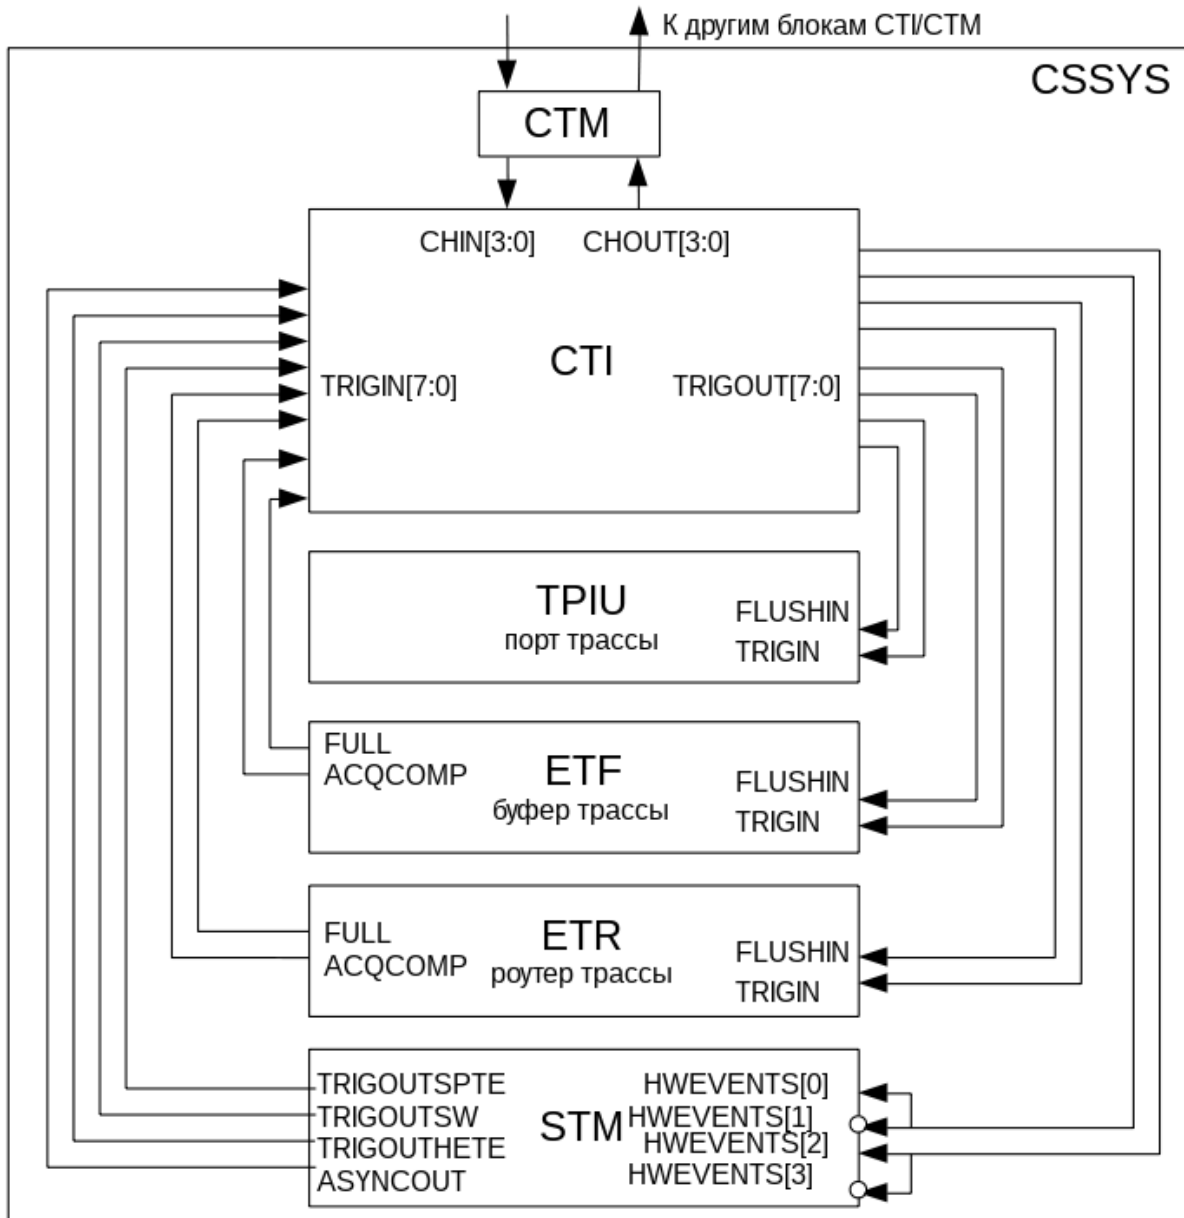 К другим блокам CTI/CTM
CSSYS
CTM
CHIN[3:0]
CHOUT[3:0]
CTI
TRIGIN[7:0]
TRIGOUT[7:0]
TPIU
порт трассы
FLUSHIN
TRIGIN
FULL
ACQCOMP
ETF
буфер трассы
FLUSHIN
TRIGIN
FULL
ACQCOMP
ETR
роутер трассы
FLUSHIN
TRIGIN
TRIGOUTSPTE
TRIGOUTSW
TRIGOUTHETE
ASYNCOUT
STM
HWEVENTS[0]
HWEVENTS[1]
HWEVENTS[2]
HWEVENTS[3]